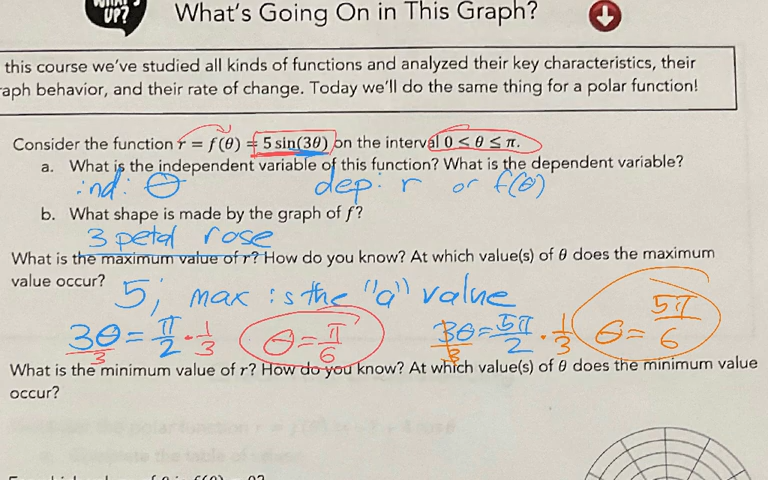 UP?
What's Going On in This Graph?
this course we've studied all kinds of functions and analyzed their key characteristics, their
aph behavior, and their rate of change. Today we'll do the same thing for a polar function!
Consider the function r = f(θ) = 5 sin(3θ) on the interval 0 ≤ θ ≤ π.
a. What is the independent variable of this function? What is the dependent variable?
ind: θ dep: r or f(θ)
b. What shape is made by the graph of f?
3 petal rose
What is the maximum value of r? How do you know? At which value(s) of θ does the maximum
value occur?
5; max is the "a" value
3θ/3 = π/2 · 1/3 θ = π/6 3θ/3 = 5π/2 · 1/3 θ = 5π/6
What is the minimum value of r? How do you know? At which value(s) of θ does the minimum value
occur?